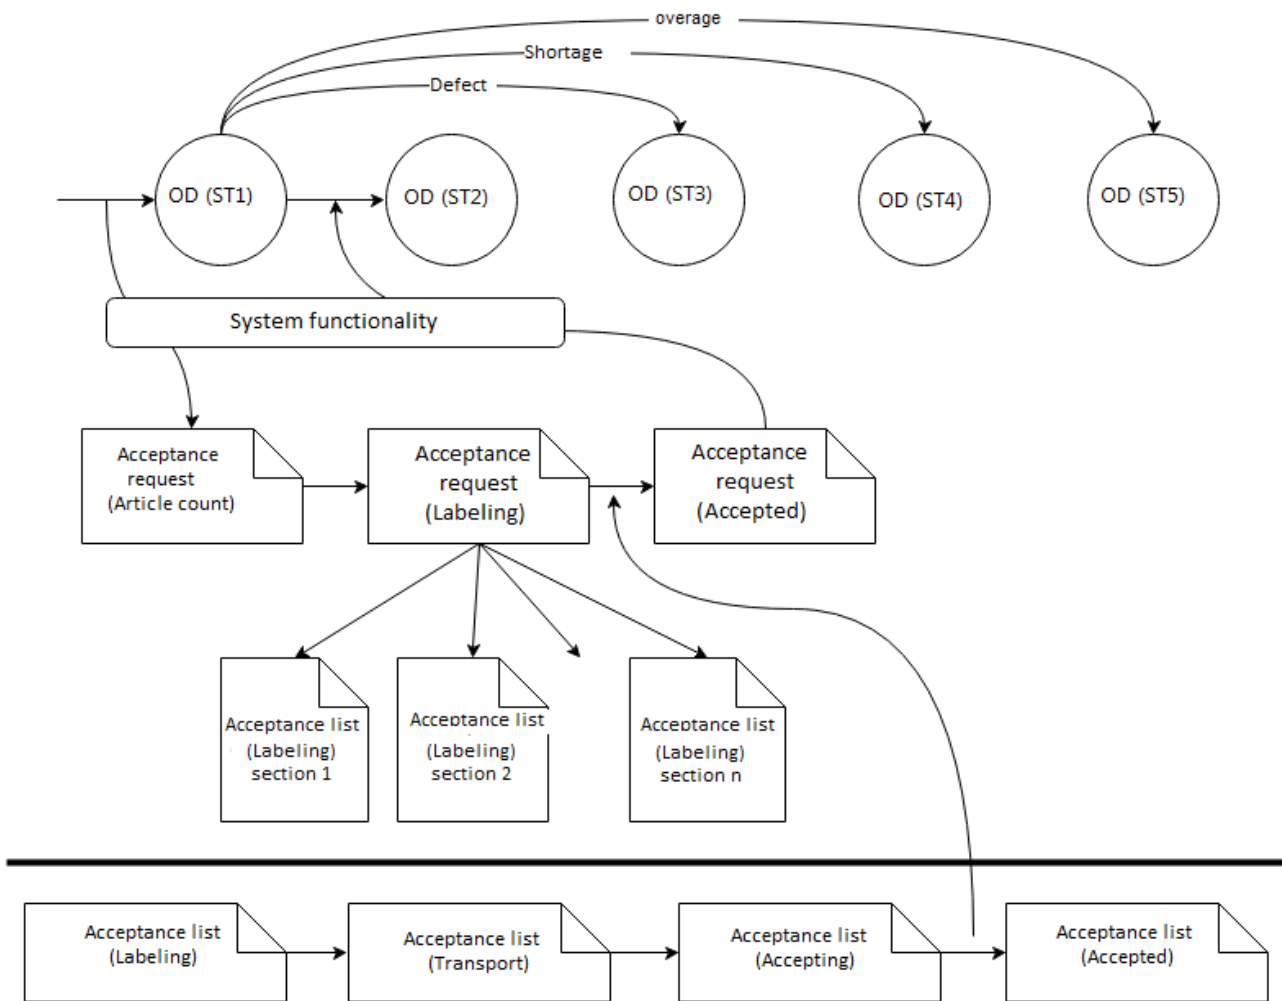 overage
Shortage
Defect
OD (ST1)
OD (ST2)
OD (ST3)
OD (ST4)
OD (ST5)
System functionality
Acceptance
request
(Article count)
Acceptance
request
(Labeling)
Acceptance
request
(Accepted)
Acceptance list
(Labeling)
section 1
Acceptance list
(Labeling)
section 2
Acceptance list
(Labeling)
section n
Acceptance list
(Labeling)
Acceptance list
(Transport)
Acceptance list
(Accepting)
Acceptance list
(Accepted)